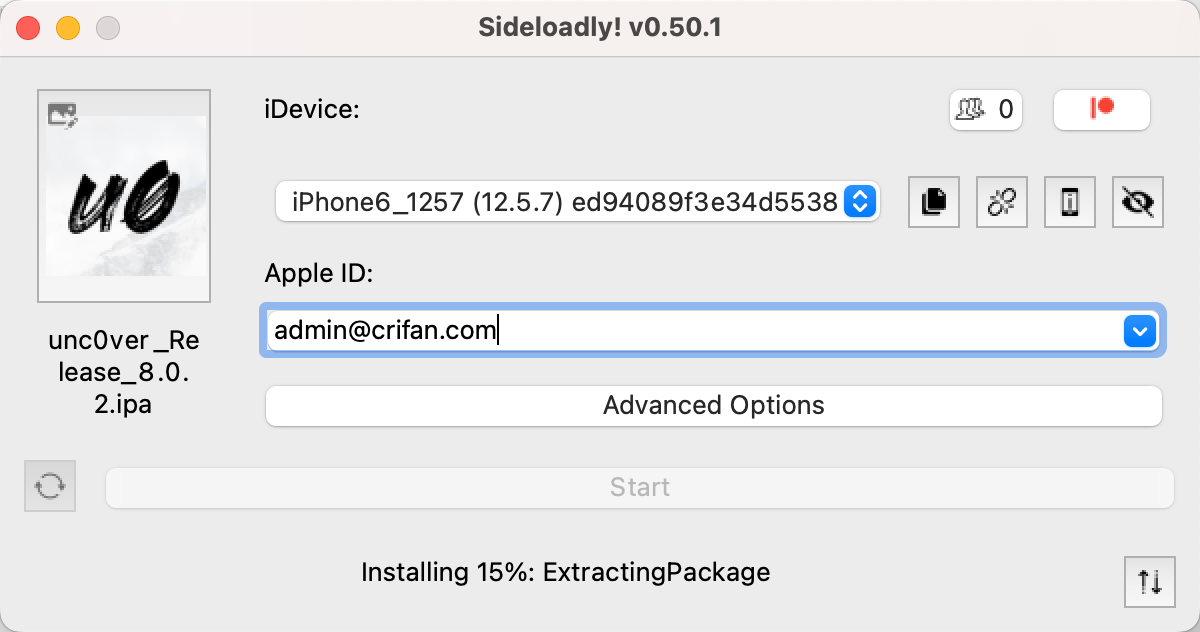 Sideloadly! v0.50.1
iDevice:
0
iPhone6_1257 (12.5.7) ed94089f3e34d5538
Apple ID:
admin@crifan.com
u0
unc0ver_Re
lease_8.0.
2.ipa
Advanced Options
Start
Installing 15%: ExtractingPackage